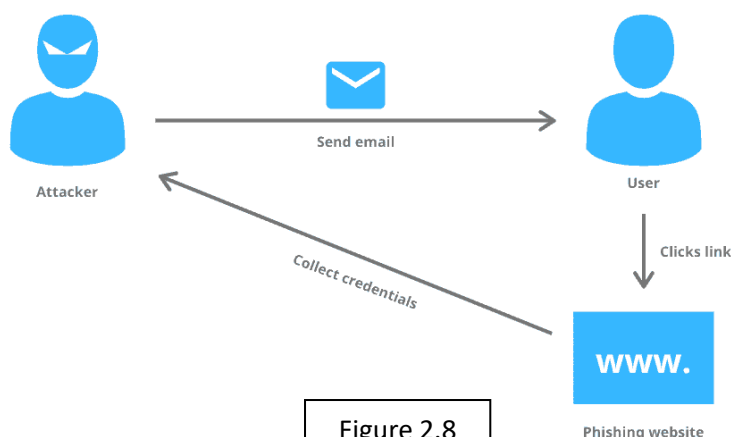 Send email
Attacker
User
Clicks link
Collect credentials
www.
Phishing website
Figure 2.8